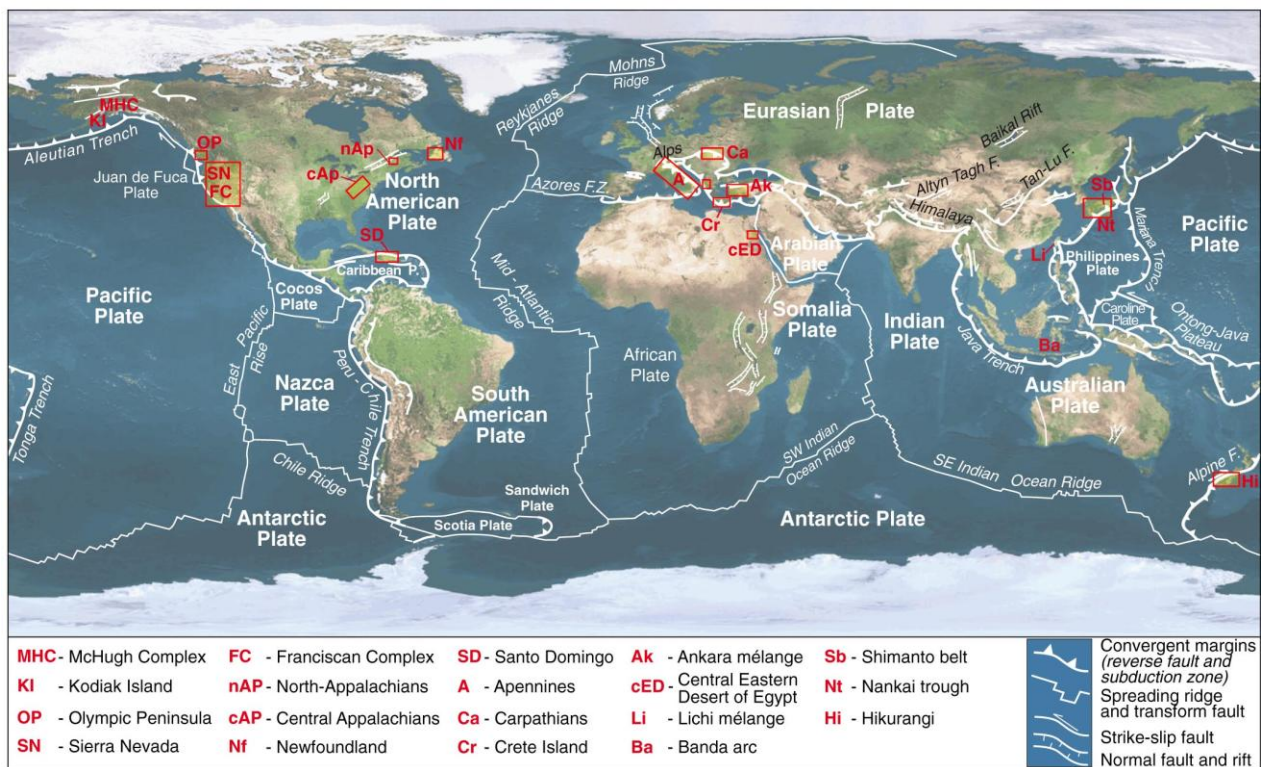 Mohns
Ridge
Reykjanes
Ridge
Eurasian Plate
MHC
KI
Aleutian Trench
OP
Juan de Fuca
Plate
SN
FC
nAp
cAp
Nf
North
American
Plate
Azores F.Z.
Alps
A
Ca
Ak
Cr
cED
Baikal Rift
Altyn Tagh F.
Tan-Lu F.
Himalaya
Sb
Nt
Li
Mariana Trench
Pacific
Plate
SD
Caribbean P.
Cocos
Plate
Pacific
Plate
East Pacific
Rise
Mid-Atlantic
Ridge
Arabian
Plate
Somalia
Plate
African
Plate
Indian
Plate
Philippines
Plate
Caroline
Plate
Ontong-Java
Plateau
Ba
Java Trench
Australian
Plate
Nazca
Plate
Peru-Chile Trench
South
American
Plate
Tonga Trench
Chile Ridge
SW Indian
Ocean Ridge
SE Indian Ocean Ridge
Alpine F.
Hi
Antarctic
Plate
Scotia Plate
Sandwich
Plate
Antarctic Plate
MHC - McHugh Complex
KI - Kodiak Island
OP - Olympic Peninsula
SN - Sierra Nevada
FC - Franciscan Complex
nAP - North-Appalachians
cAP - Central Appalachians
Nf - Newfoundland
SD - Santo Domingo
A - Apennines
Ca - Carpathians
Cr - Crete Island
Ak - Ankara mélange
cED - Central Eastern
Desert of Egypt
Li - Lichi mélange
Ba - Banda arc
Sb - Shimanto belt
Nt - Nankai trough
Hi - Hikurangi
Convergent margins
(reverse fault and
subduction zone)
Spreading ridge
and transform fault
Strike-slip fault
Normal fault and rift